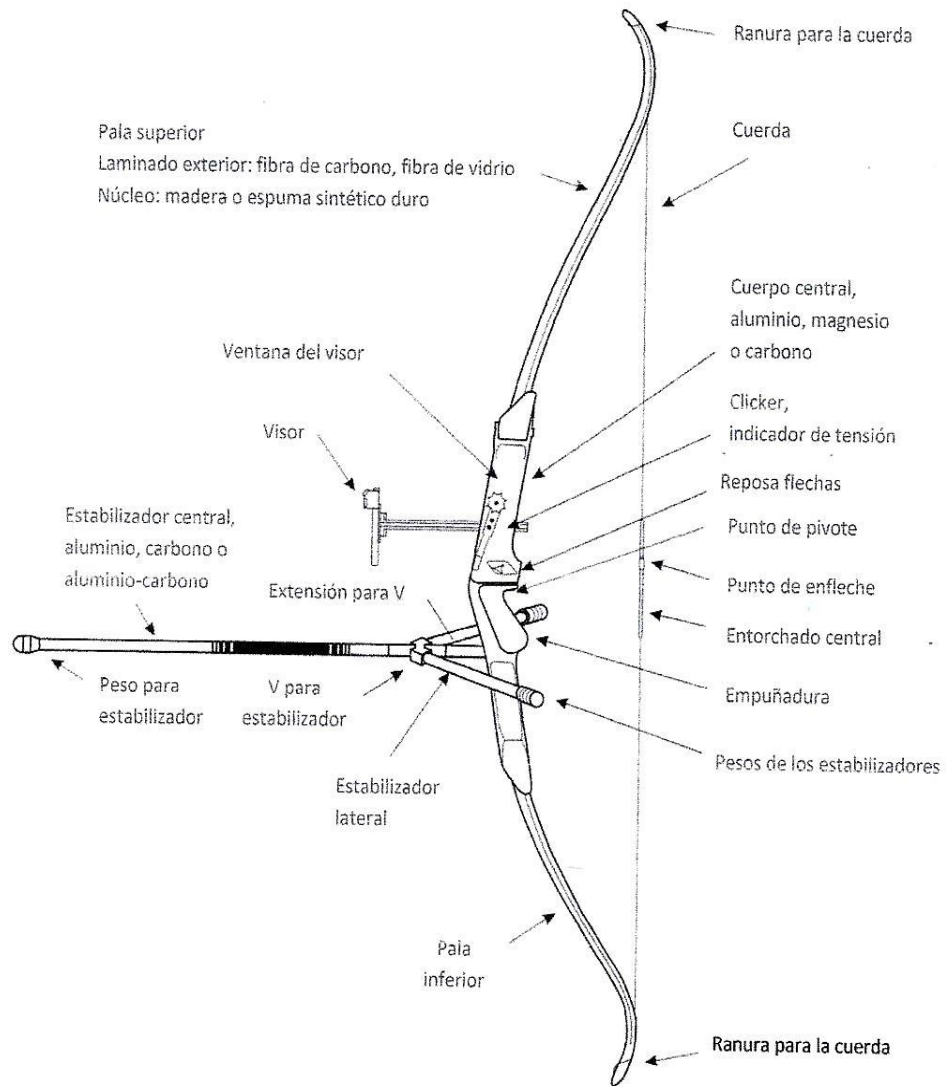 Ranura para la cuerda
Pala superior
Laminado exterior: fibra de carbono, fibra de vidrio
Núcleo: madera o espuma sintético duro
Cuerda
Cuerpo central,
aluminio, magnesio
o carbono
Ventana del visor
Clicker,
indicador de tensión
Visor
Reposa flechas
Estabilizador central,
aluminio, carbono o
aluminio-carbono
Punto de pivote
Extensión para V
Punto de enfleche
Entorchado central
Peso para
estabilizador
V para
estabilizador
Empuñadura
Pesos de los estabilizadores
Estabilizador
lateral
Pala
inferior
Ranura para la cuerda